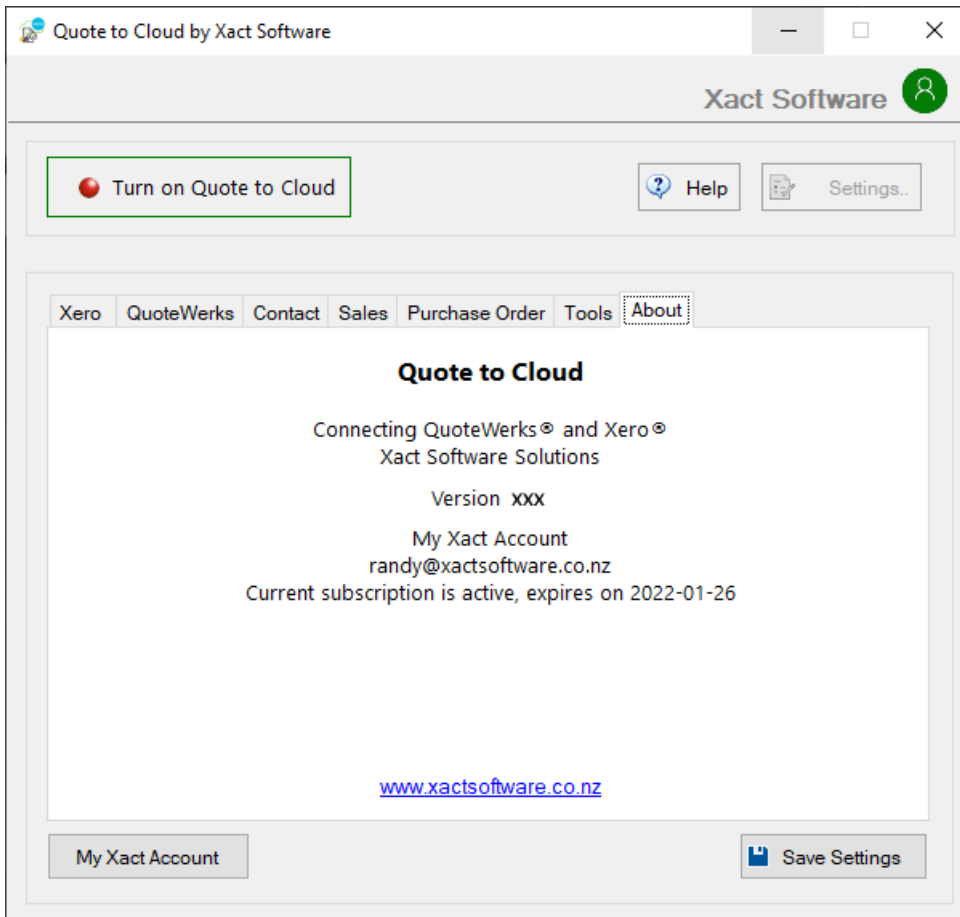 Quote to Cloud by Xact Software
Xact Software
Turn on Quote to Cloud
Help
Settings..
Xero QuoteWerks Contact Sales Purchase Order Tools About
Quote to Cloud
Connecting QuoteWerks® and Xero®
Xact Software Solutions
Version xxx
My Xact Account
randy@xactsoftware.co.nz
Current subscription is active, expires on 2022-01-26
www.xactsoftware.co.nz
My Xact Account
Save Settings